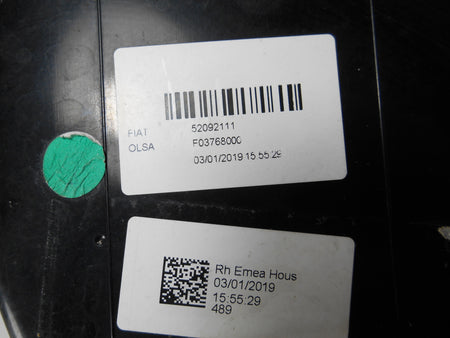 FIAT 52092111
OLSA F03768000
03/01/2019 15:55:29
Rh Emea Hous
03/01/2019
15:55:29
489